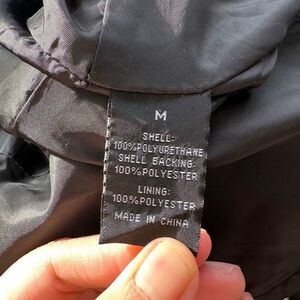 M
SHELL:
100%POLYURETHANE
SHELL BACKING:
100%POLYESTER
LINING:
100%POLYESTER
MADE IN CHINA